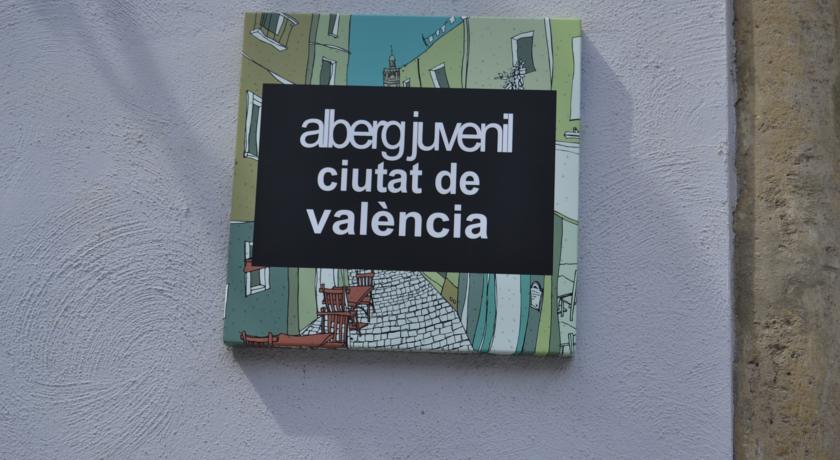 alberg juvenil
ciutat de
valència